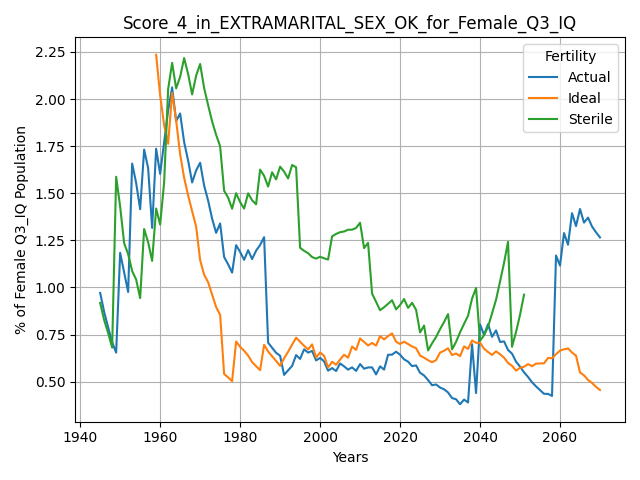 Score_4_in_EXTRAMARITAL_SEX_OK_for_Female_Q3_IQ
Fertility
Actual
Ideal
Sterile
% of Female Q3_IQ Population
2.25
2.00
1.75
1.50
1.25
1.00
0.75
0.50
1940 1960 1980 2000 2020 2040 2060
Years